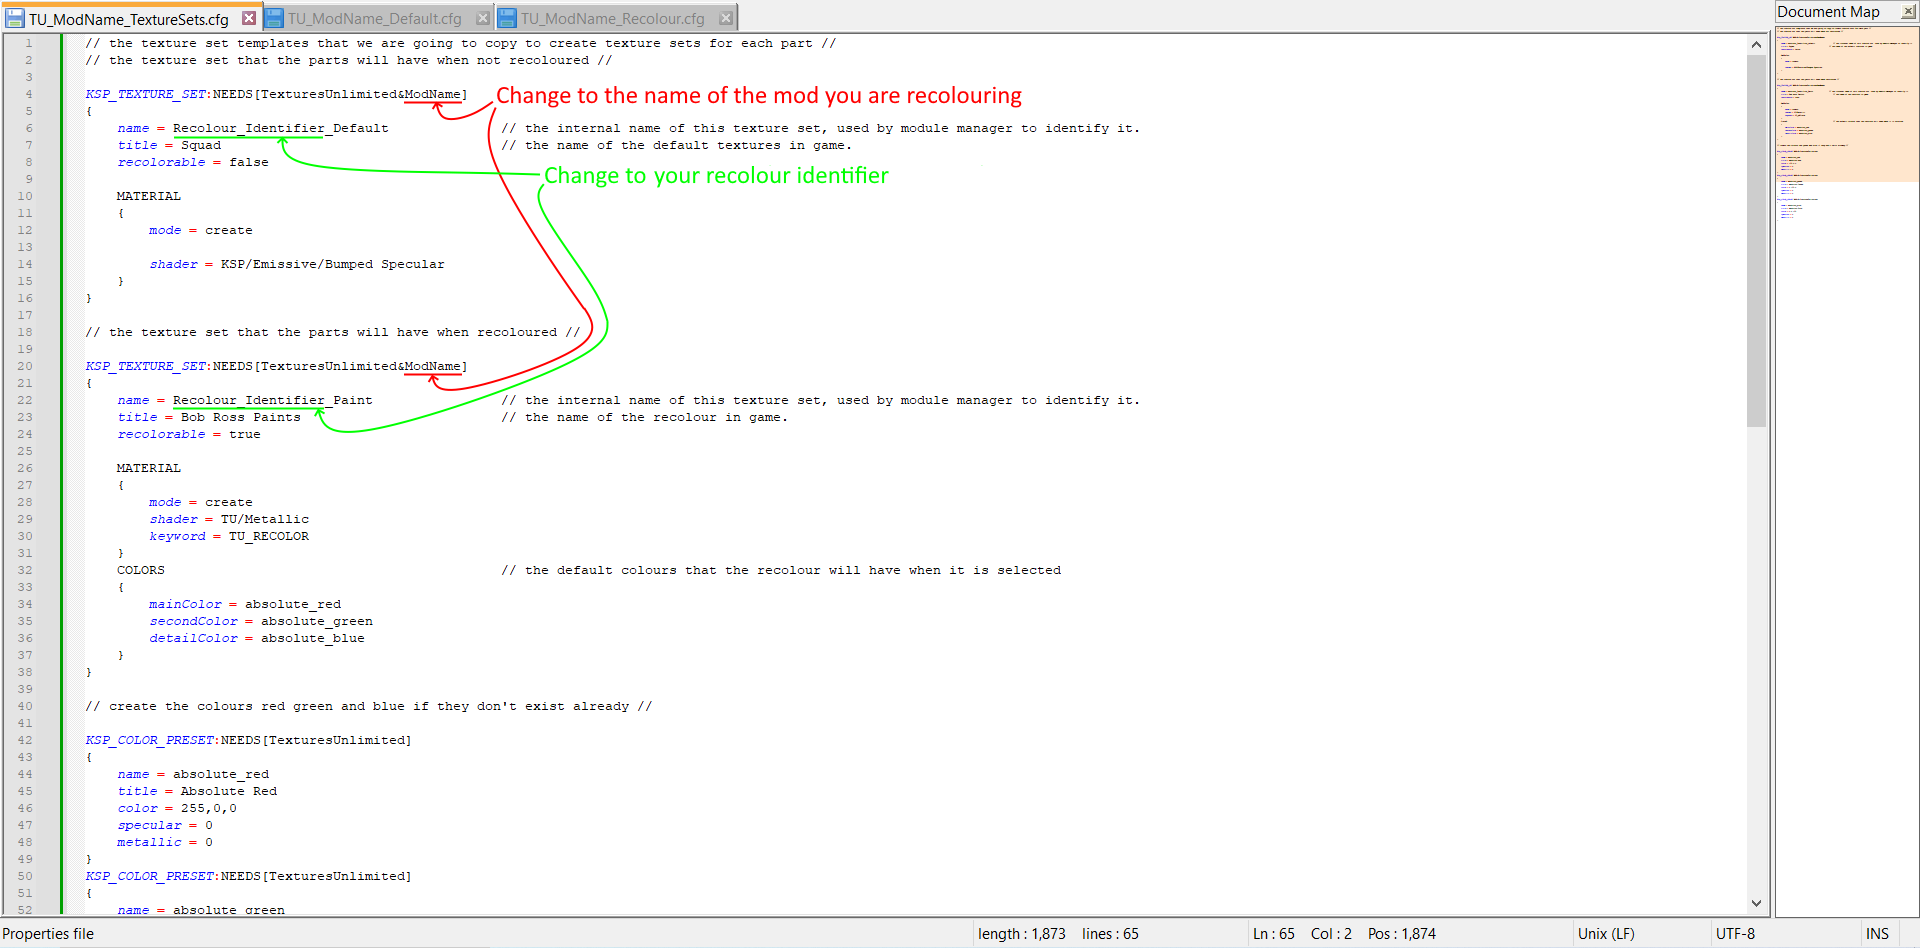 TU_ModName_TextureSets.cfg
TU_ModName_Default.cfg
TU_ModName_Recolour.cfg
Document Map
1 // the texture set templates that we are going to copy to create texture sets for each part //
2 // the texture set that the parts will have when not recoloured //
3
4 KSP_TEXTURE_SET:NEEDS[TexturesUnlimited&ModName]
Change to the name of the mod you are recolouring
5 {
6 name = Recolour_Identifier_Default // the internal name of this texture set, used by module manager to identify it.
7 title = Squad // the name of the default textures in game.
8 recolorable = false
Change to your recolour identifier
9
10 MATERIAL
11 {
12 mode = create
13
14 shader = KSP/Emissive/Bumped Specular
15 }
16 }
17
18 // the texture set that the parts will have when recoloured //
19
20 KSP_TEXTURE_SET:NEEDS[TexturesUnlimited&ModName]
21 {
22 name = Recolour_Identifier_Paint // the internal name of this texture set, used by module manager to identify it.
23 title = Bob Ross Paints // the name of the recolour in game.
24 recolorable = true
25
26 MATERIAL
27 {
28 mode = create
29 shader = TU/Metallic
30 keyword = TU_RECOLOR
31 }
32 COLORS // the default colours that the recolour will have when it is selected
33 {
34 mainColor = absolute_red
35 secondColor = absolute_green
36 detailColor = absolute_blue
37 }
38 }
39
40 // create the colours red green and blue if they don't exist already //
41
42 KSP_COLOR_PRESET:NEEDS[TexturesUnlimited]
43 {
44 name = absolute_red
45 title = Absolute Red
46 color = 255,0,0
47 specular = 0
48 metallic = 0
49 }
50 KSP_COLOR_PRESET:NEEDS[TexturesUnlimited]
51 {
52 name = absolute_green
Properties file
length : 1,873 lines : 65
Ln : 65 Col : 2 Pos : 1,874
Unix (LF)
UTF-8
INS